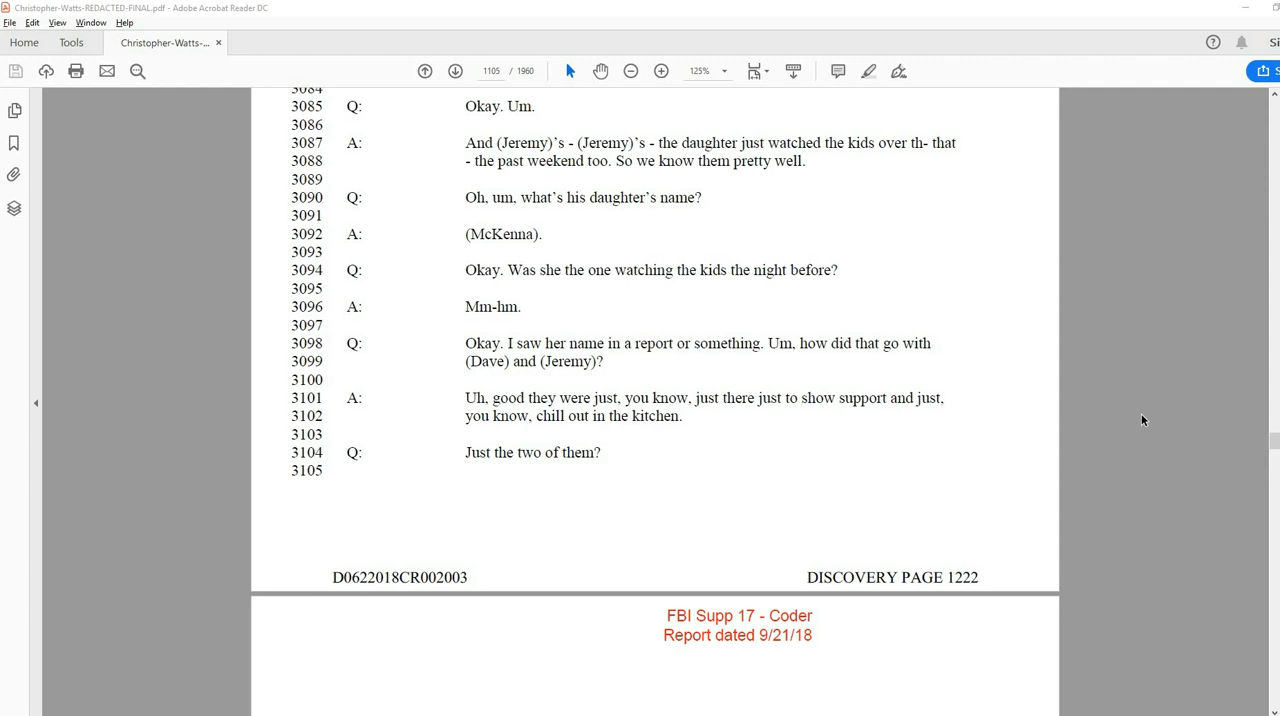 Christopher-Watts-REDACTED-FINAL.pdf - Adobe Acrobat Reader DC
File Edit View Window Help
Home Tools Christopher-Watts-... ×
1105 / 1960 125%
3084
3085 Q: Okay. Um.
3086
3087 A: And (Jeremy)'s - (Jeremy)'s - the daughter just watched the kids over th- that
3088 - the past weekend too. So we know them pretty well.
3089
3090 Q: Oh, um, what's his daughter's name?
3091
3092 A: (McKenna).
3093
3094 Q: Okay. Was she the one watching the kids the night before?
3095
3096 A: Mm-hm.
3097
3098 Q: Okay. I saw her name in a report or something. Um, how did that go with
3099 (Dave) and (Jeremy)?
3100
3101 A: Uh, good they were just, you know, just there just to show support and just,
3102 you know, chill out in the kitchen.
3103
3104 Q: Just the two of them?
3105
D0622018CR002003 DISCOVERY PAGE 1222
FBI Supp 17 - Coder
Report dated 9/21/18